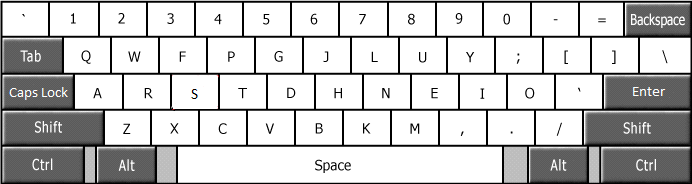 ` 1 2 3 4 5 6 7 8 9 0 - = Backspace
Tab Q W F P G J L U Y ; [ ] \
Caps Lock A R S T D H N E I O ` Enter
Shift Z X C V B K M , . / Shift
Ctrl Alt Space Alt Ctrl